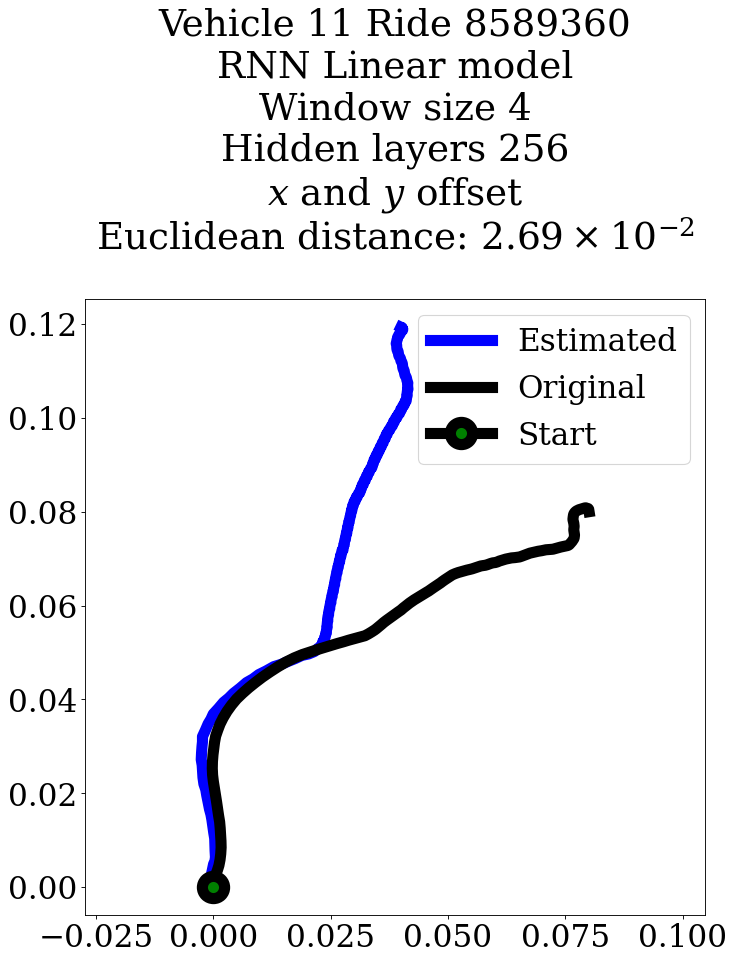 Vehicle 11 Ride 8589360
RNN Linear model
Window size 4
Hidden layers 256
x and y offset
Euclidean distance: 2.69 × 10⁻²
Estimated
Original
Start
0.12
0.10
0.08
0.06
0.04
0.02
0.00
−0.025 0.000 0.025 0.050 0.075 0.100